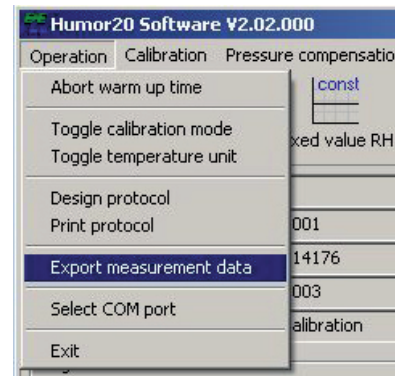 Humor20 Software V2.02.000
Operation Calibration Pressure compensatio
Abort warm up time
const
Toggle calibration mode
xed value RH
Toggle temperature unit
Design protocol
Print protocol
001
Export measurement data
14176
003
Select COM port
alibration
Exit